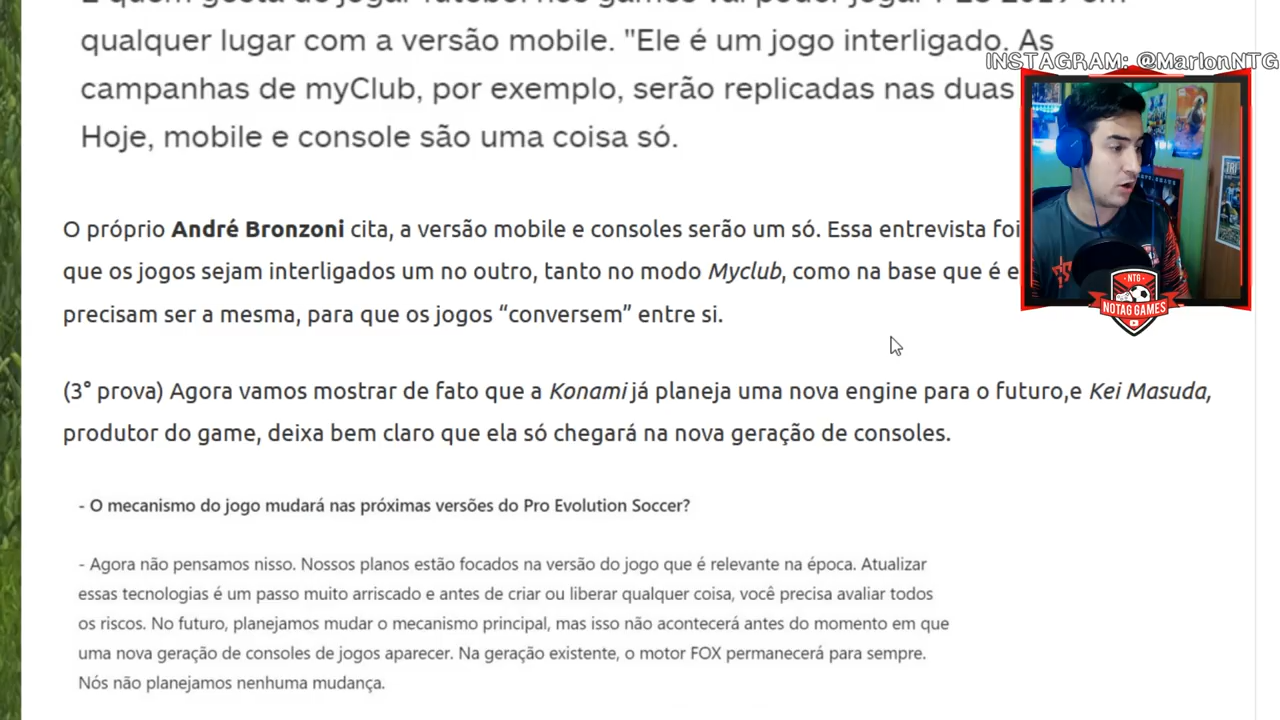 qualquer lugar com a versão mobile. "Ele é um jogo interligado. As
INSTAGRAM: @MarlonNTG
campanhas de myClub, por exemplo, serão replicadas nas duas
Hoje, mobile e console são uma coisa só.
O próprio André Bronzoni cita, a versão mobile e consoles serão um só. Essa entrevista foi
que os jogos sejam interligados um no outro, tanto no modo Myclub, como na base que é e
precisam ser a mesma, para que os jogos “conversem” entre si.
NTG
NOTAG GAMES
(3° prova) Agora vamos mostrar de fato que a Konami já planeja uma nova engine para o futuro,e Kei Masuda,
produtor do game, deixa bem claro que ela só chegará na nova geração de consoles.
- O mecanismo do jogo mudará nas próximas versões do Pro Evolution Soccer?
- Agora não pensamos nisso. Nossos planos estão focados na versão do jogo que é relevante na época. Atualizar
essas tecnologias é um passo muito arriscado e antes de criar ou liberar qualquer coisa, você precisa avaliar todos
os riscos. No futuro, planejamos mudar o mecanismo principal, mas isso não acontecerá antes do momento em que
uma nova geração de consoles de jogos aparecer. Na geração existente, o motor FOX permanecerá para sempre.
Nós não planejamos nenhuma mudança.